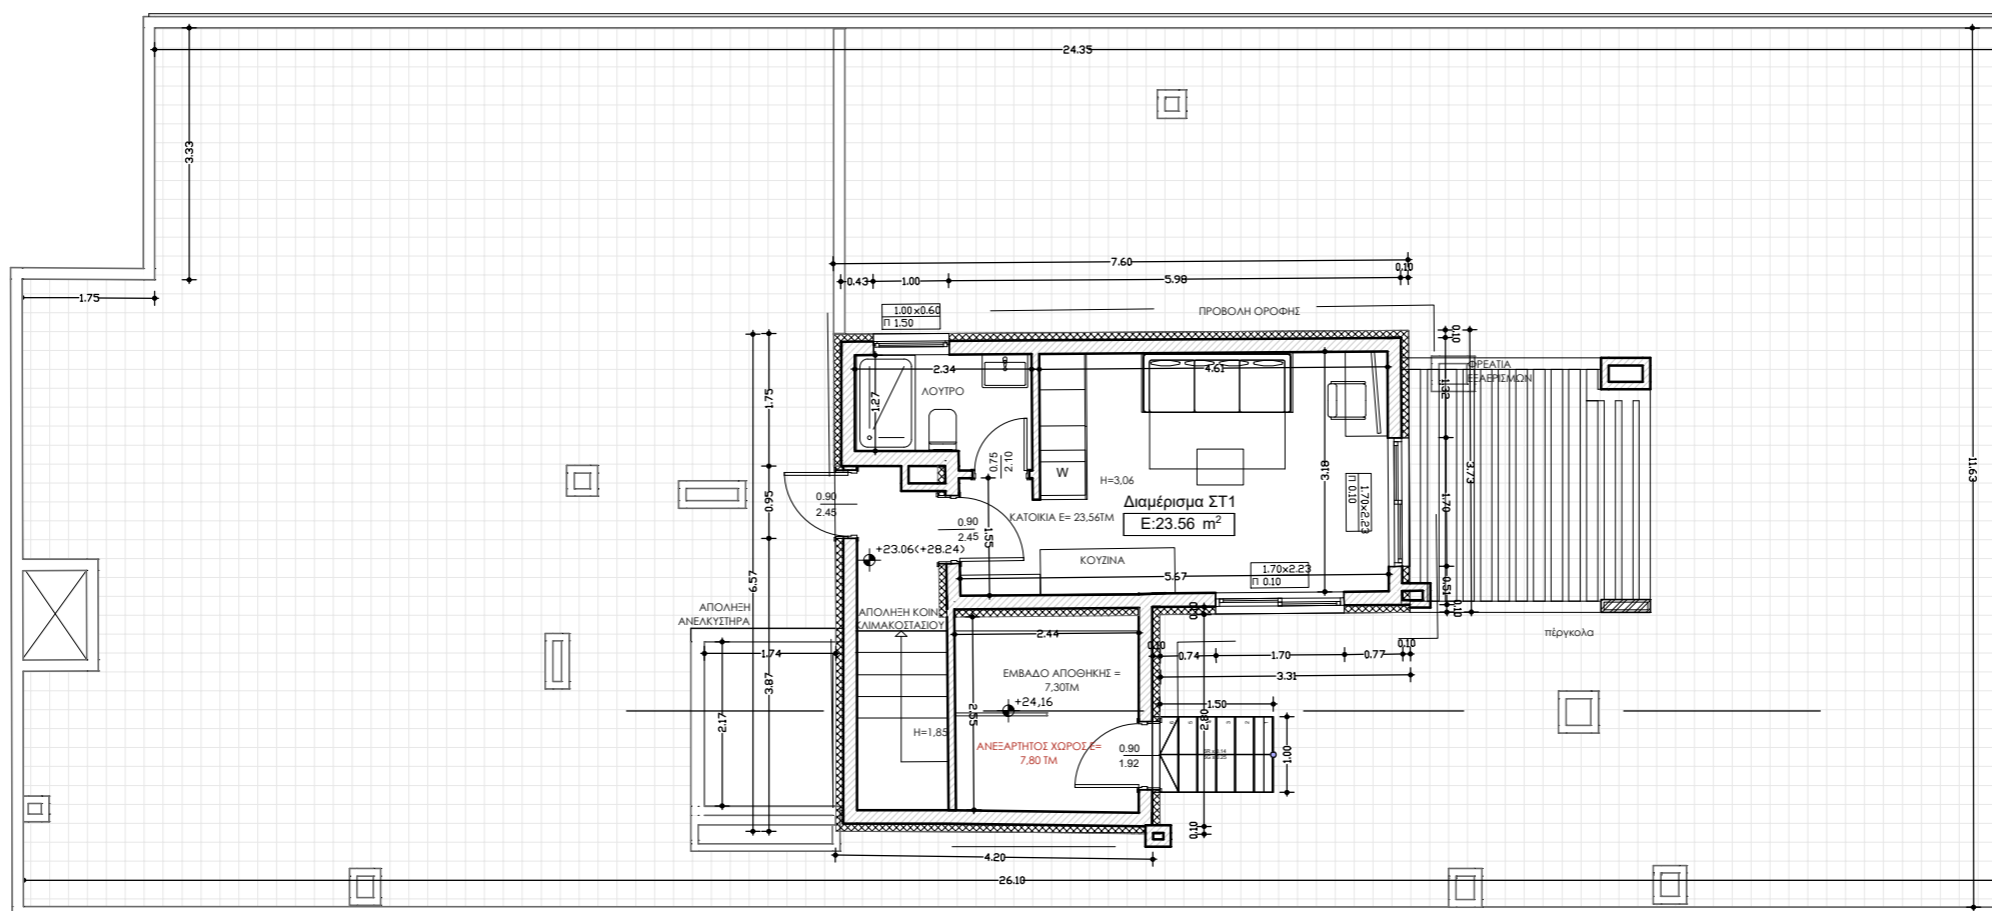 24.35
3.33
1.75
7.60
0.43
1.00
5.98
0.10
1.00x0.60
Π 1.50
ΠΡΟΒΟΛΗ ΟΡΟΦΗΣ
0.10
ΦΡΕΑΤΙΑ
ΕΞΑΕΡΙΣΜΩΝ
1.32
2.34
4.61
ΛΟΥΤΡΟ
1.27
1.75
0.75
2.10
W
H=3,06
3.18
3.73
11.63
Διαμέρισμα ΣΤ1
ΚΑΤΟΙΚΙΑ Ε= 23,56ΤΜ
E:23.56 m²
1.70x2.23
Π 0.10
1.70
0.95
0.90
2.45
0.90
2.45
1.55
+23.06(+28.24)
ΚΟΥΖΙΝΑ
5.67
1.70x2.23
Π 0.10
0.51
0.10
6.57
ΑΠΟΛΗΞΗ
ΑΝΕΛΚΥΣΤΗΡΑ
ΑΠΟΛΗΞΗ ΚΟΙΝ
ΚΛΙΜΑΚΟΣΤΑΣΙΟΥ
0.10
πέργκολα
2.44
1.74
3.87
0.10
0.74
1.70
0.77
0.10
3.31
ΕΜΒΑΔΟ ΑΠΟΘΗΚΗΣ =
7,30ΤΜ
+24,16
1.50
2.17
2.55
2.80
H=1,85
ΑΝΕΞΑΡΤΗΤΟΣ ΧΩΡΟΣ Ε=
7,80 ΤΜ
0.90
1.92
1.00
0.10
4.20
26.10